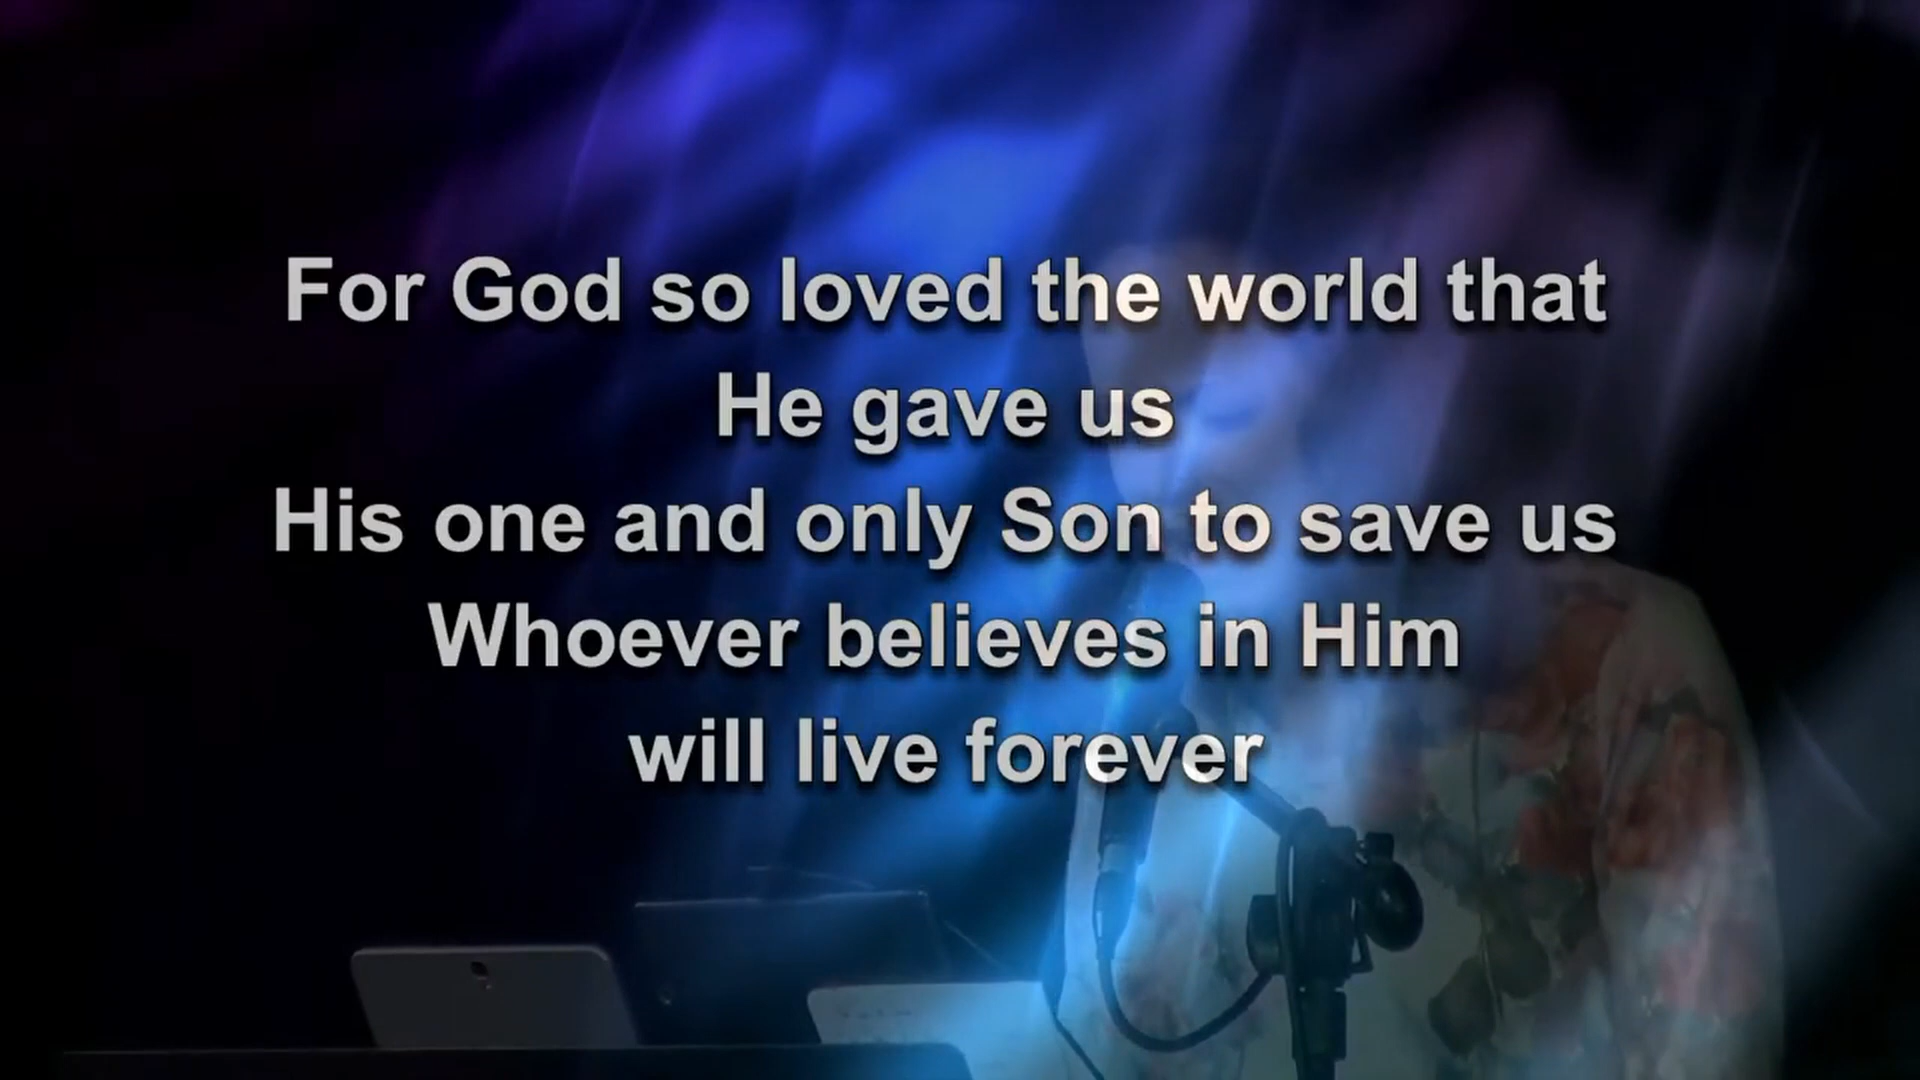 For God so loved the world that
He gave us
His one and only Son to save us
Whoever believes in Him
will live forever